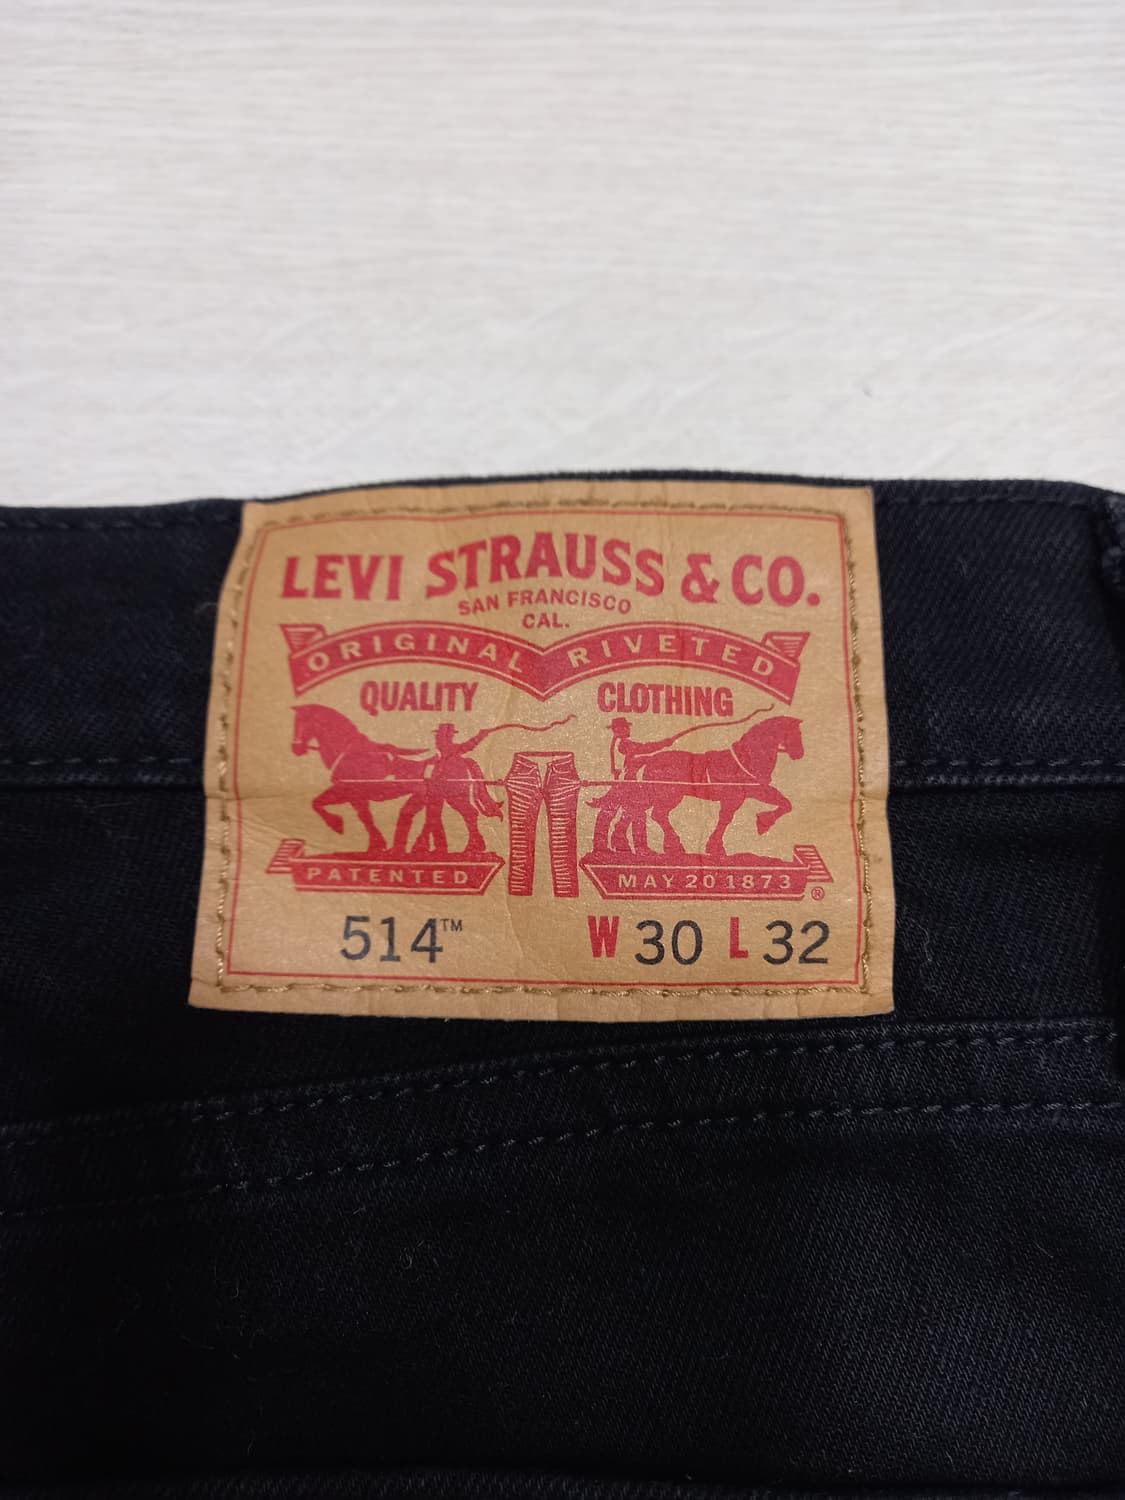 LEVI STRAUSS & CO.
SAN FRANCISCO
CAL.
ORIGINAL RIVETED
QUALITY CLOTHING
PATENTED MAY 20 1873 ®
514™ W 30 L 32